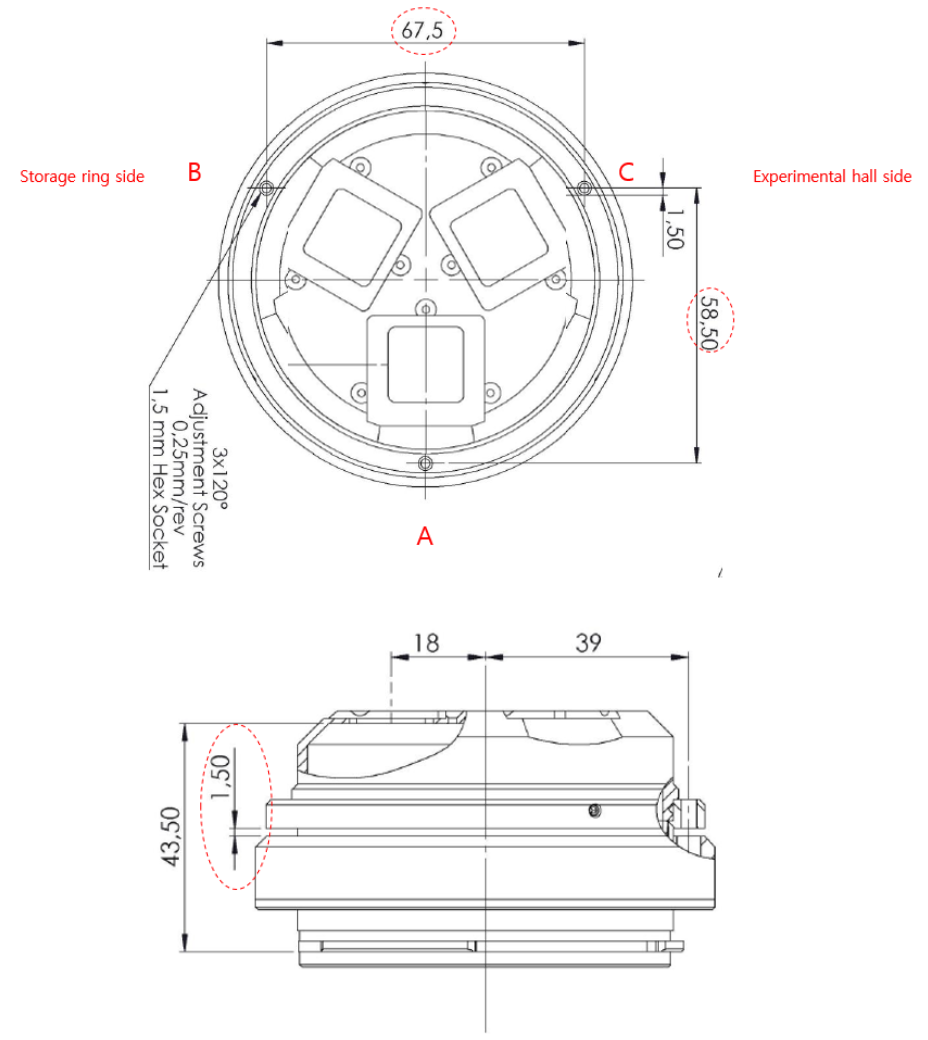 67,5
B
C
Storage ring side
Experimental hall side
1,50
58,50
3x120°
Adjustment Screws
0,25mm/rev
1,5 mm Hex Socket
A
18
39
1,50
43,50